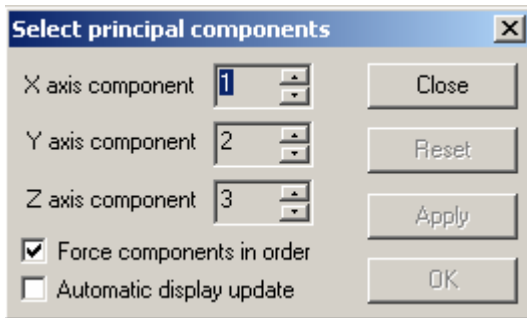 Select principal components
X axis component 1 Close
Y axis component 2 Reset
Z axis component 3 Apply
Force components in order
Automatic display update OK